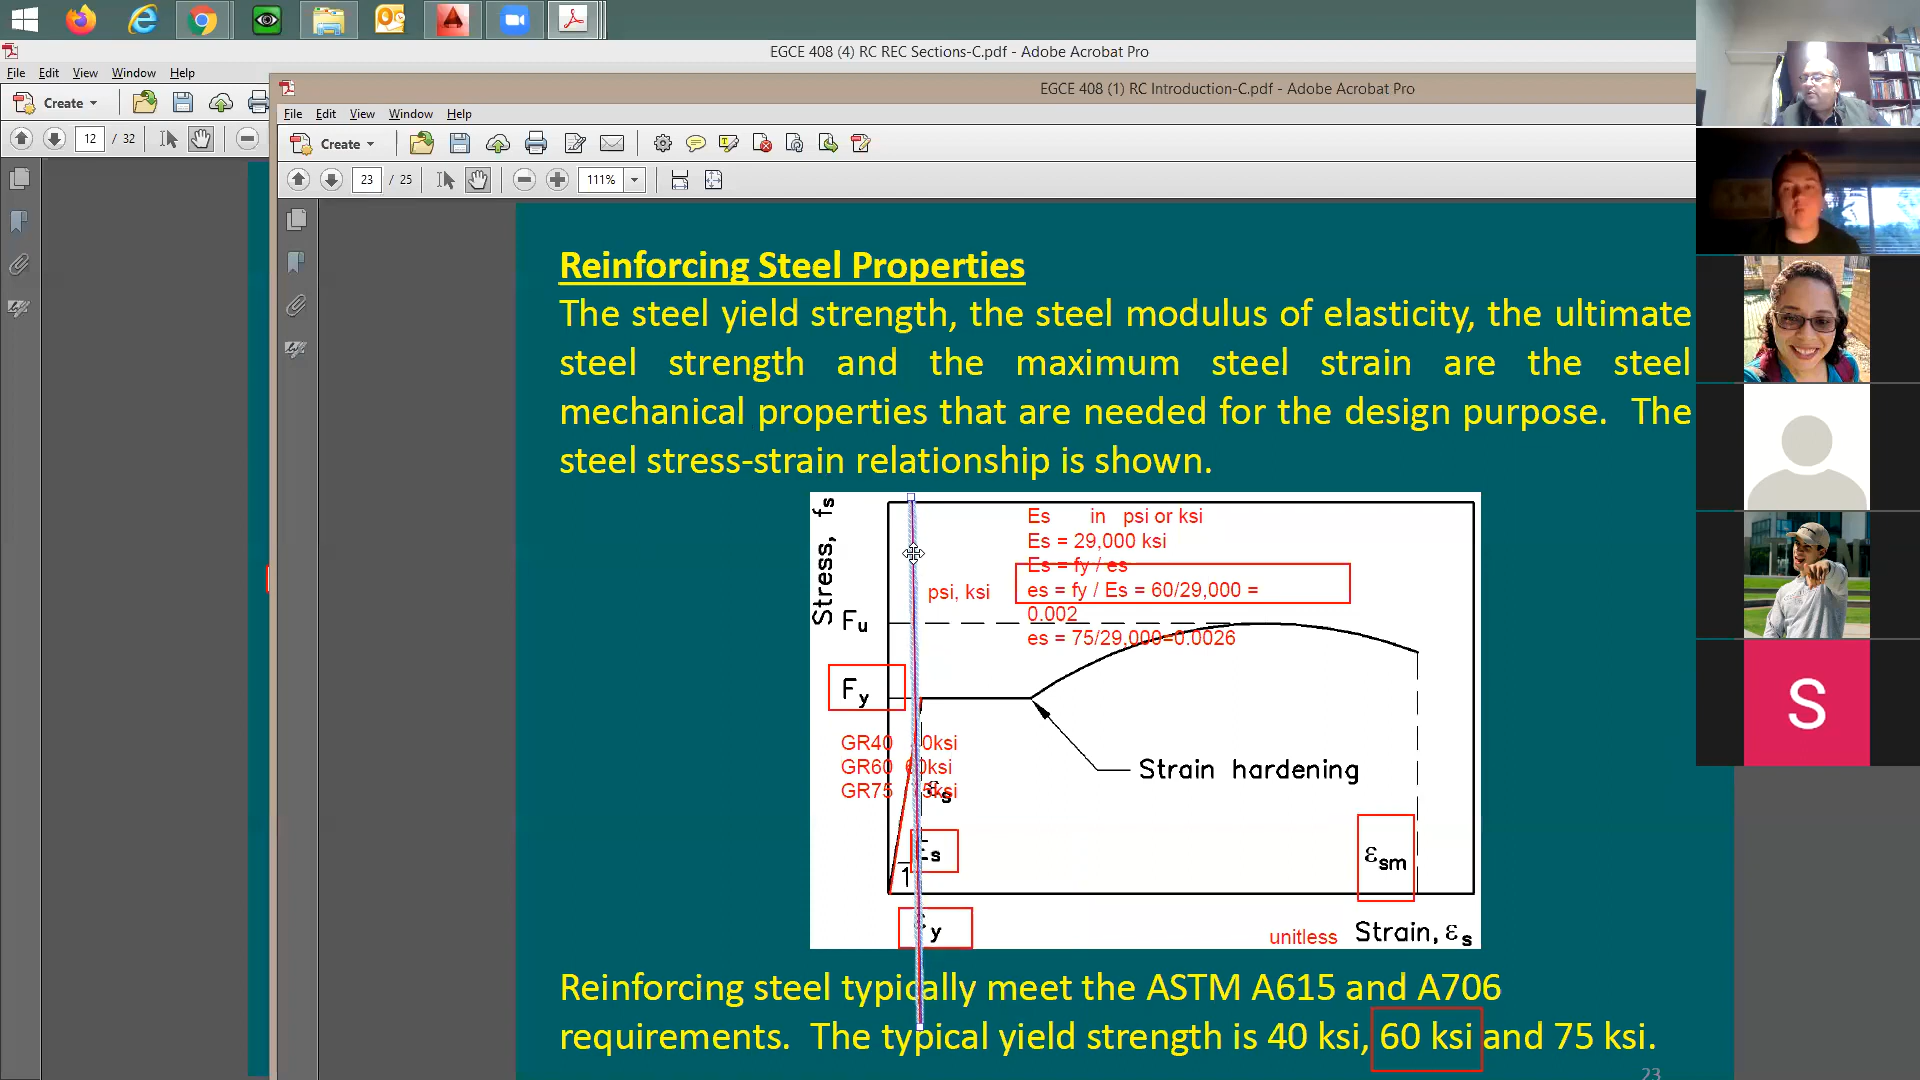 EGCE 408 (4) RC REC Sections-C.pdf - Adobe Acrobat Pro
File Edit View Window Help
EGCE 408 (1) RC Introduction-C.pdf - Adobe Acrobat Pro
Create
File Edit View Window Help
12 / 32
Create
23 / 25
111%
Reinforcing Steel Properties
The steel yield strength, the steel modulus of elasticity, the ultimate
steel strength and the maximum steel strain are the steel
mechanical properties that are needed for the design purpose. The
steel stress-strain relationship is shown.
Stress, fs
Es in psi or ksi
Es = 29,000 ksi
Es = fy / es
psi, ksi
es = fy / Es = 60/29,000 =
0.002
Fu
es = 75/29,000=0.0026
Fy
GR40 0ksi
GR60 60ksi
GR75 5ksi
εs
Strain hardening
Es
1
εsm
εy
unitless Strain, εs
Reinforcing steel typically meet the ASTM A615 and A706
requirements. The typical yield strength is 40 ksi, 60 ksi and 75 ksi.
23
S